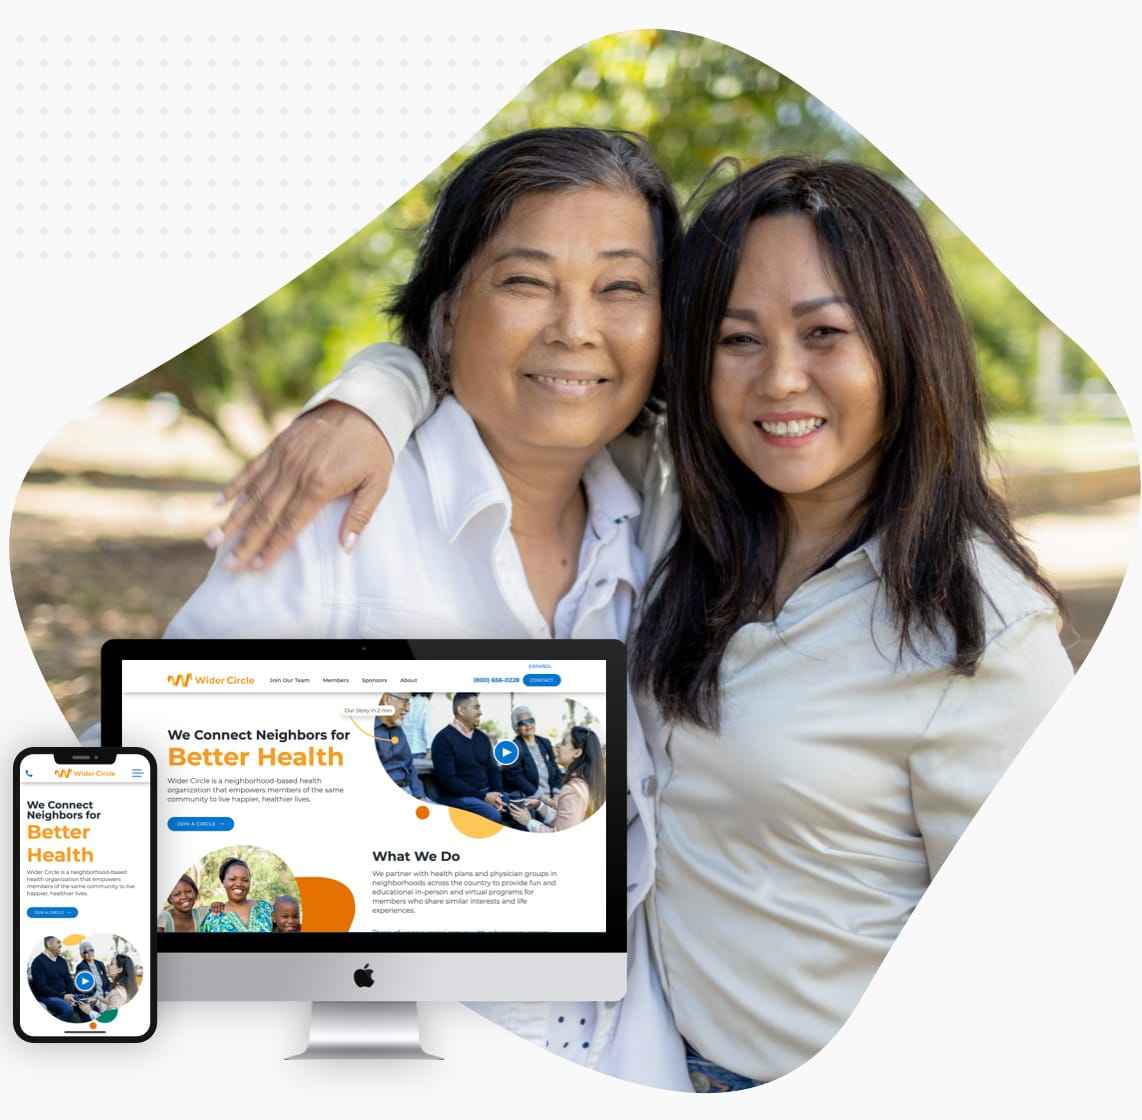 ESPAÑOL
Wider Circle
Join Our Team
Members
Sponsors
About
(800) 656-0228
CONTACT
Our Story in 2 min
We Connect Neighbors for
Better Health
Wider Circle is a neighborhood-based health
organization that empowers members of the same
community to live happier, healthier lives.
JOIN A CIRCLE →
What We Do
We partner with health plans and physician groups in
neighborhoods across the country to provide fun and
educational in-person and virtual programs for
members who share similar interests and life
experiences.
Wider Circle
We Connect
Neighbors for
Better
Health
Wider Circle is a neighborhood-based
health organization that empowers
members of the same community to live
happier, healthier lives.
JOIN A CIRCLE →